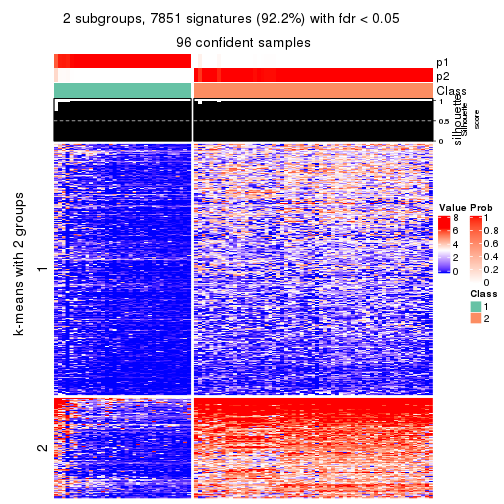 2 subgroups, 7851 signatures (92.2%) with fdr < 0.05
96 confident samples
p1
p2
Class
1
0.5
0
silhouette
Silhouette
score
k-means with 2 groups
1
2
Value
8
6
4
2
0
Prob
1
0.8
0.6
0.4
0.2
0
Class
1
2